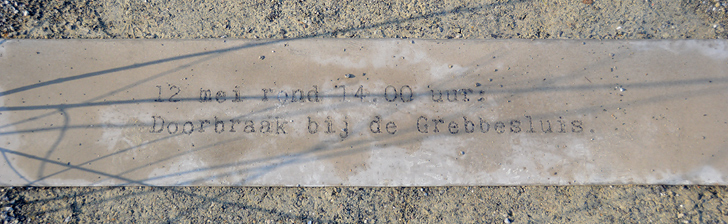 12 mei rond 14.00 uur:
Doorbraak bij de Grebbesluis.